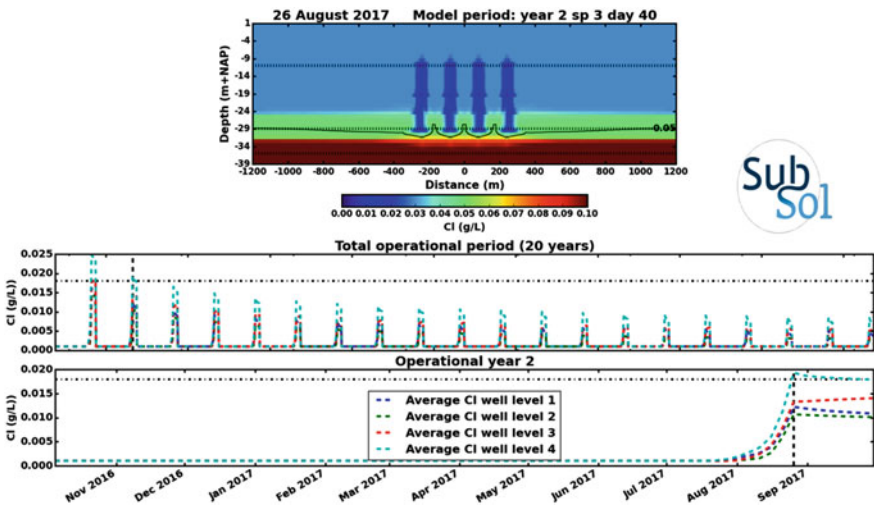 26 August 2017 Model period: year 2 sp 3 day 40
Depth (m+NAP)
1
-4
-9
-14
-19
-24
-29
-34
-39
0.05
-1200 -1000 -800 -600 -400 -200 0 200 400 600 800 1000 1200
Distance (m)
0.00 0.01 0.02 0.03 0.04 0.05 0.06 0.07 0.08 0.09 0.10
Cl (g/L)
Sub
Sol
Total operational period (20 years)
Cl (g/L)
0.025
0.020
0.015
0.010
0.005
0.000
Operational year 2
Cl (g/L))
0.020
0.015
0.010
0.005
0.000
Average Cl well level 1
Average Cl well level 2
Average Cl well level 3
Average Cl well level 4
Nov 2016 Dec 2016 Jan 2017 Feb 2017 Mar 2017 Apr 2017 May 2017 Jun 2017 Jul 2017 Aug 2017 Sep 2017